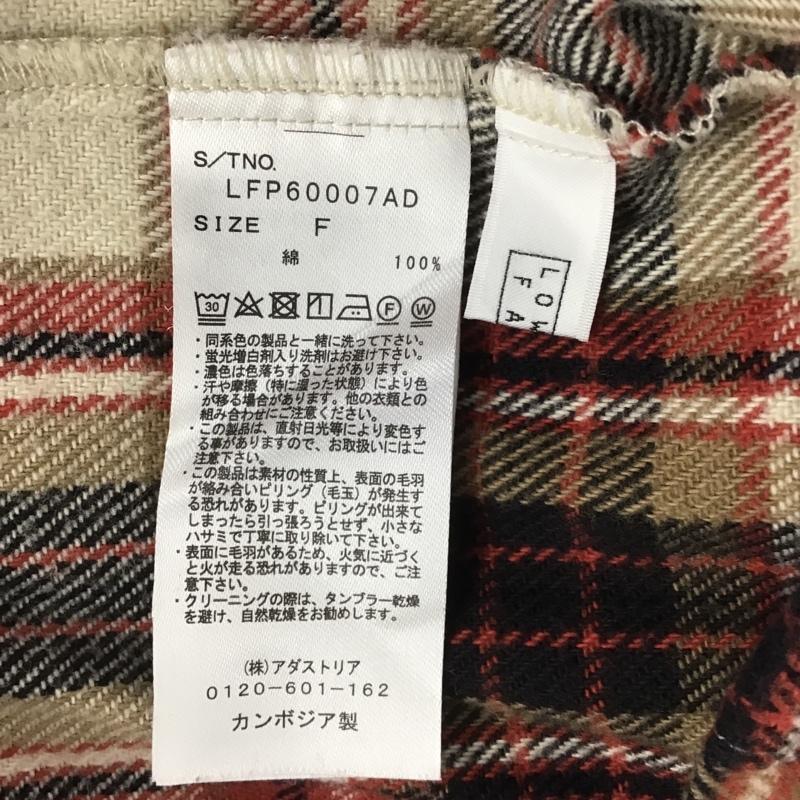 S/TNO.
LFP60007AD
SIZE F
綿 100%
30
F W
・同系色の製品と一緒に洗って下さい。
・蛍光増白剤入り洗剤はお避け下さい。
・濃色は色落ちすることがあります。
・汗や摩擦（特に湿った状態）により色
が移る場合があります。他の衣類との
組み合わせにご注意ください。
・この製品は、直射日光等により変色す
る事がありますので、お取扱いにはご
注意下さい。
・この製品は素材の性質上、表面の毛羽
が絡み合いピリング（毛玉）が発生す
る恐れがあります。ピリングが出来て
しまったら引っ張ろうとせず、小さな
ハサミで丁寧に取り除いて下さい。
・表面に毛羽があるため、火気に近づく
と火が走る恐れがありますので、ご注
意下さい。
・クリーニングの際は、タンブラー乾燥
を避け、自然乾燥をお勧めします。
(株)アダストリア
0120-601-162
カンボジア製
LOW
FA